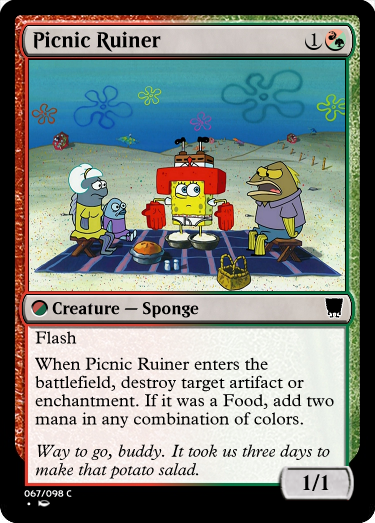 Picnic Ruiner 1
Creature — Sponge
Flash
When Picnic Ruiner enters the
battlefield, destroy target artifact or
enchantment. If it was a Food, add two
mana in any combination of colors.
Way to go, buddy. It took us three days to
make that potato salad.
1/1
067/098 C